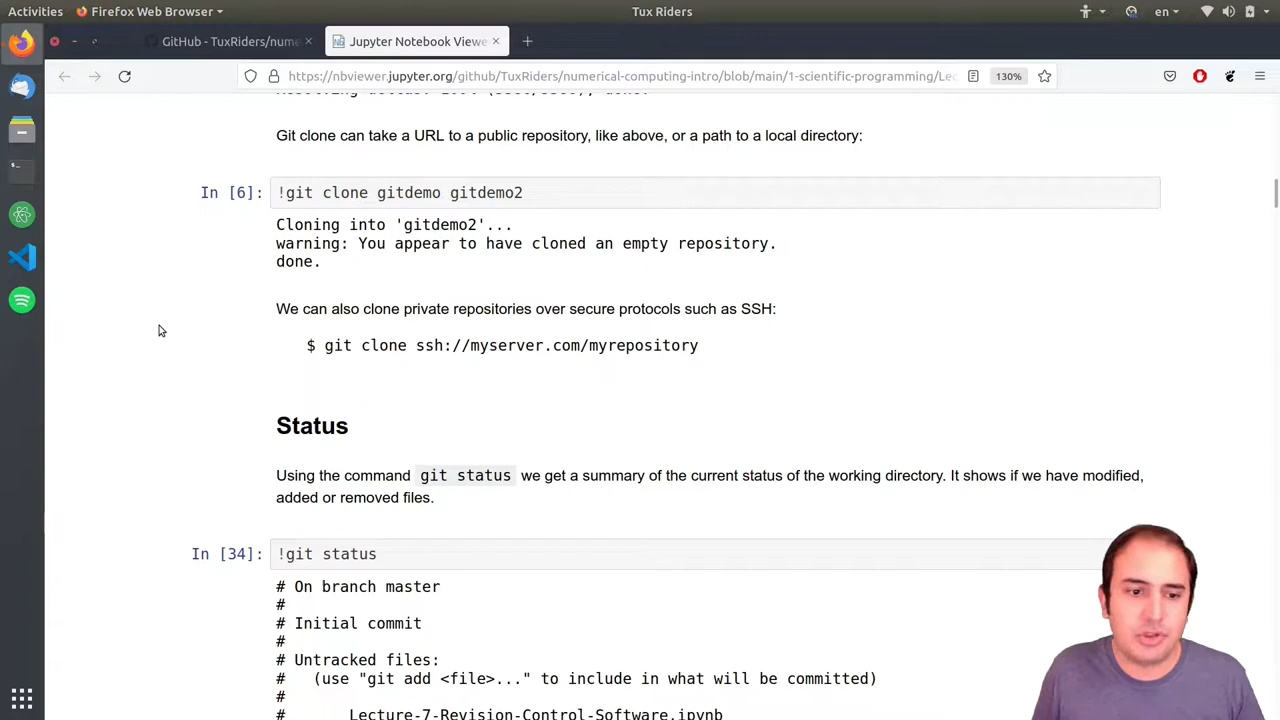 Activities
Firefox Web Browser
Tux Riders
en
GitHub - TuxRiders/nume
Jupyter Notebook Viewe
https://nbviewer.jupyter.org/github/TuxRiders/numerical-computing-intro/blob/main/1-scientific-programming/Lec
130%
Git clone can take a URL to a public repository, like above, or a path to a local directory:
In [6]:
!git clone gitdemo gitdemo2
Cloning into 'gitdemo2'...
warning: You appear to have cloned an empty repository.
done.
We can also clone private repositories over secure protocols such as SSH:
$ git clone ssh://myserver.com/myrepository
Status
Using the command git status we get a summary of the current status of the working directory. It shows if we have modified,
added or removed files.
In [34]:
!git status
# On branch master
#
# Initial commit
#
# Untracked files:
#   (use "git add <file>..." to include in what will be committed)
#
#       Lecture-7-Revision-Control-Software.ipynb